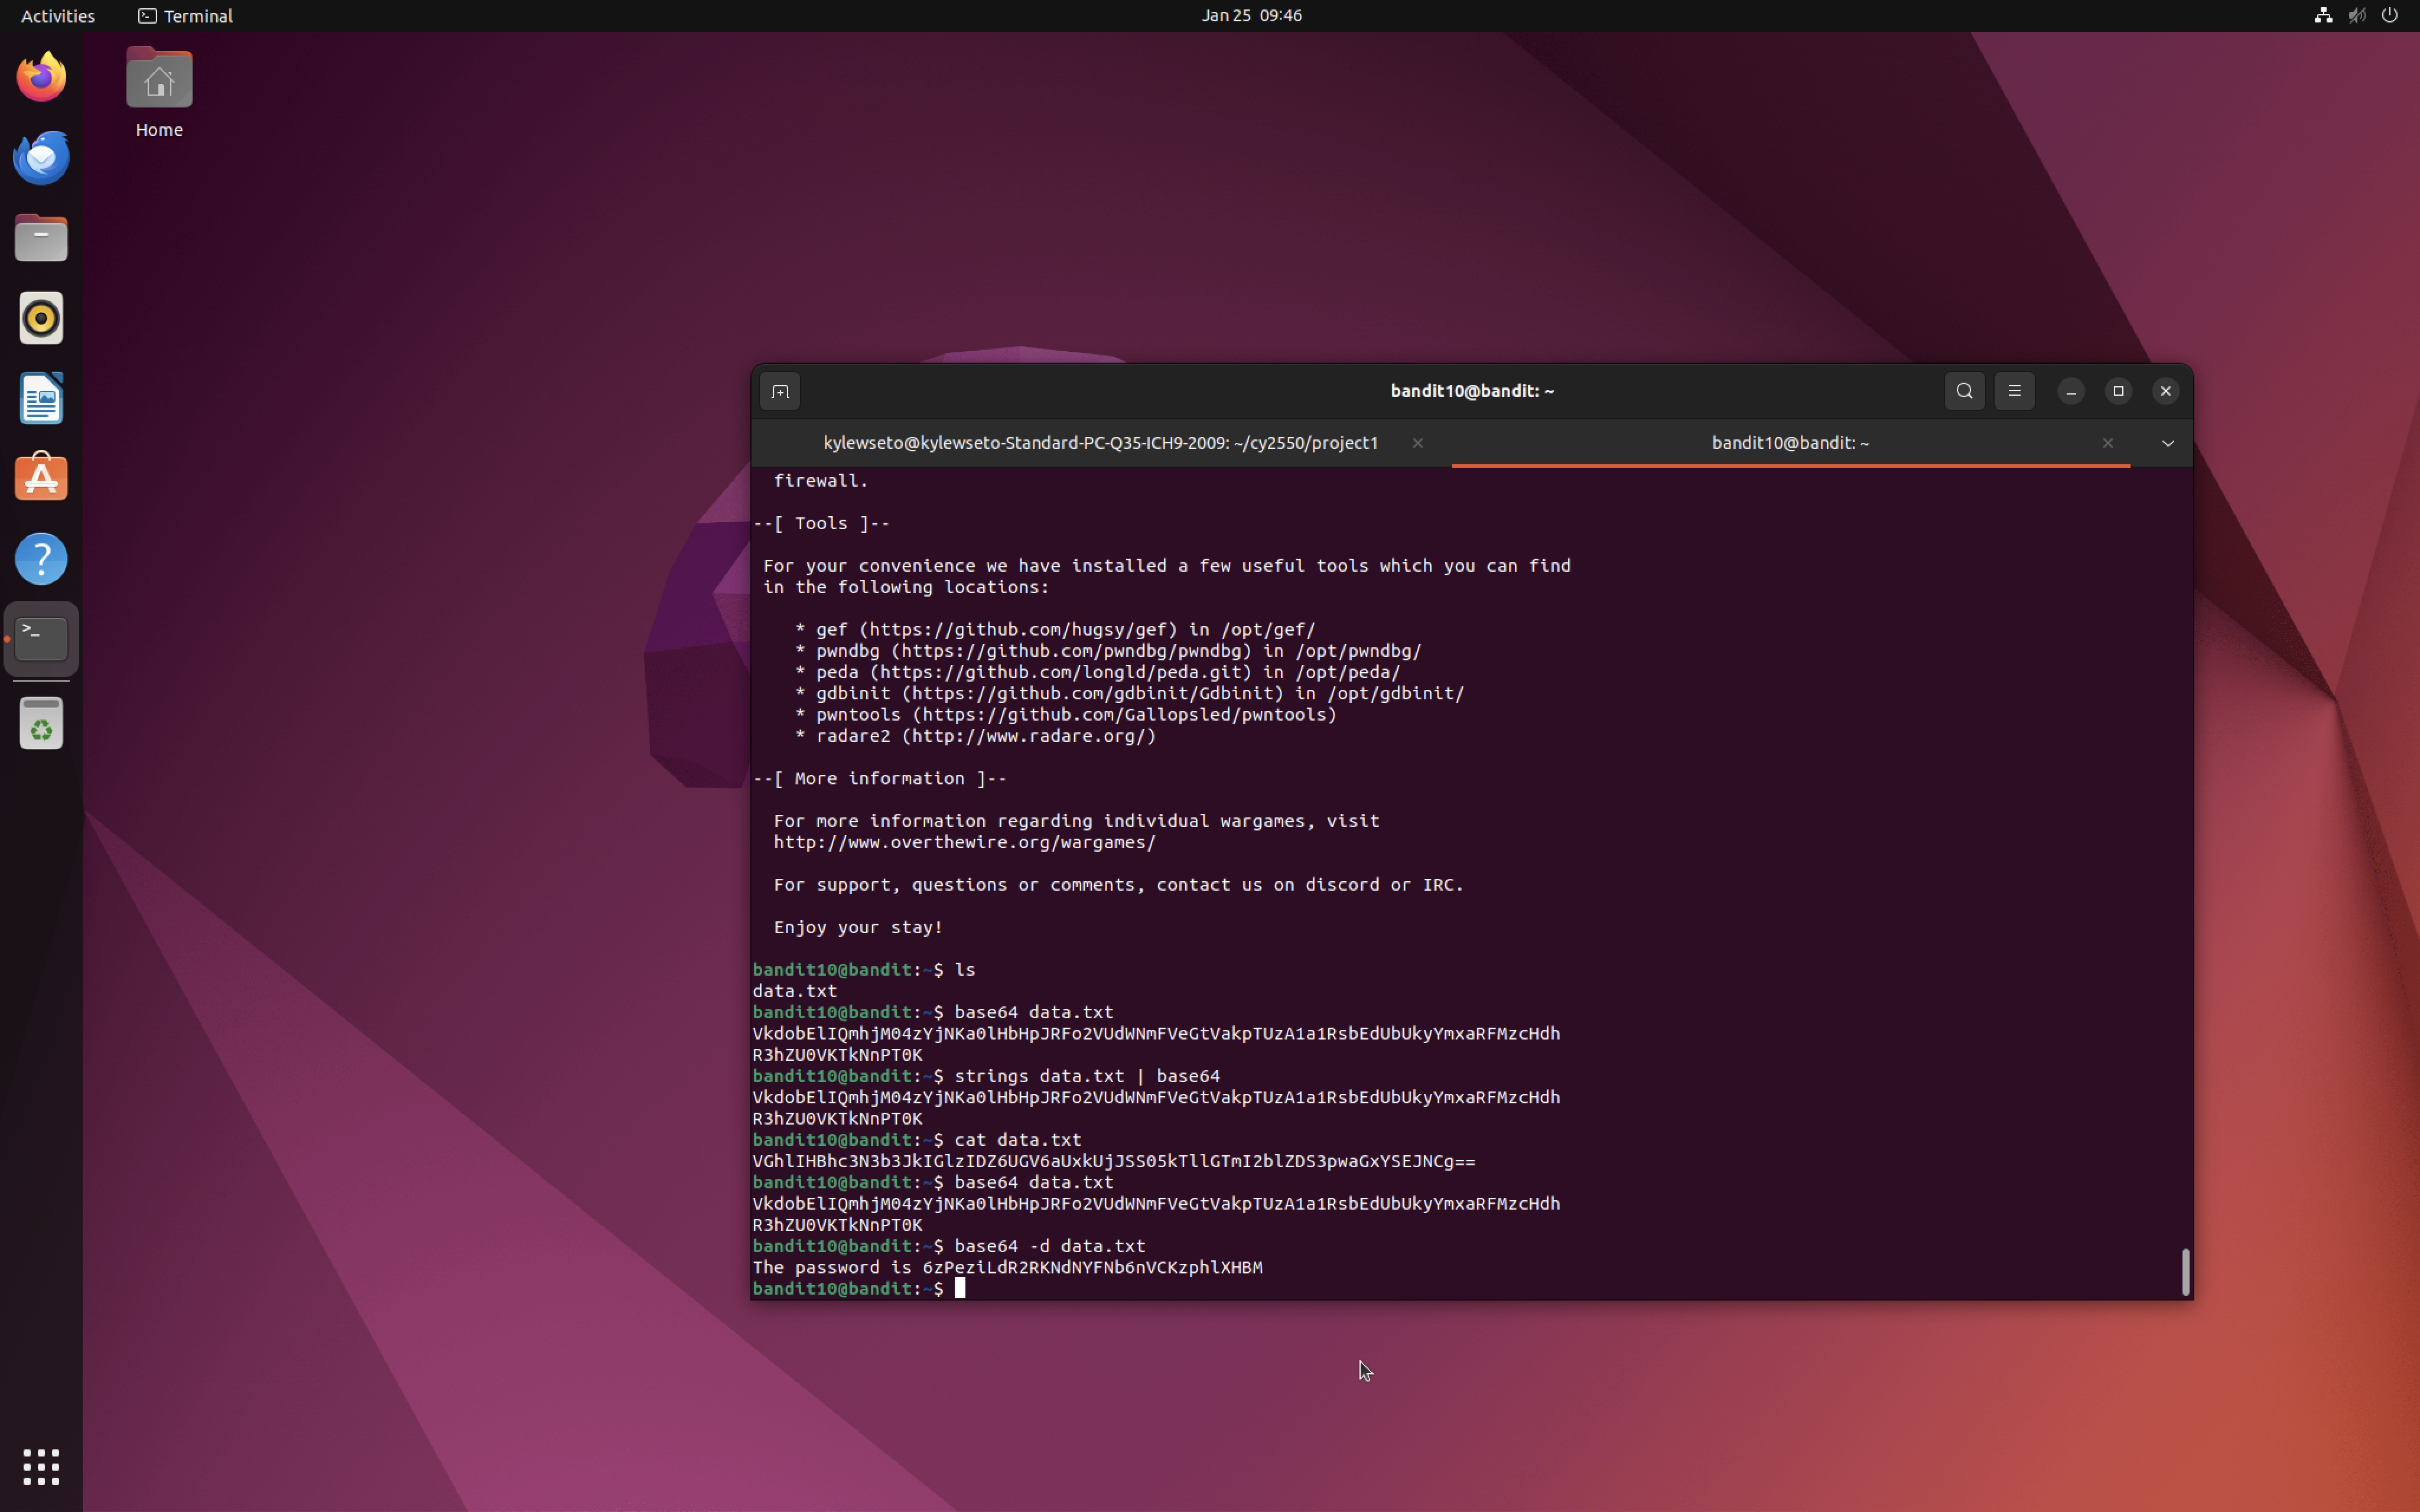 Activities
Terminal
Jan 25 09:46
Home
bandit10@bandit: ~
kylewseto@kylewseto-Standard-PC-Q35-ICH9-2009: ~/cy2550/project1
bandit10@bandit: ~
firewall.
--[ Tools ]--
For your convenience we have installed a few useful tools which you can find
in the following locations:
* gef (https://github.com/hugsy/gef) in /opt/gef/
* pwndbg (https://github.com/pwndbg/pwndbg) in /opt/pwndbg/
* peda (https://github.com/longld/peda.git) in /opt/peda/
* gdbinit (https://github.com/gdbinit/Gdbinit) in /opt/gdbinit/
* pwntools (https://github.com/Gallopsled/pwntools)
* radare2 (http://www.radare.org/)
--[ More information ]--
For more information regarding individual wargames, visit
http://www.overthewire.org/wargames/
For support, questions or comments, contact us on discord or IRC.
Enjoy your stay!
bandit10@bandit:~$ ls
data.txt
bandit10@bandit:~$ base64 data.txt
VkdobElIQmhjM04zYjNKa0lHbHpJRFo2VUdWNmFVeGtVakpTUzA1a1RsbEdUbUkyYmxaRFMzcHdh
R3hZU0VKTkNnPT0K
bandit10@bandit:~$ strings data.txt | base64
VkdobElIQmhjM04zYjNKa0lHbHpJRFo2VUdWNmFVeGtVakpTUzA1a1RsbEdUbUkyYmxaRFMzcHdh
R3hZU0VKTkNnPT0K
bandit10@bandit:~$ cat data.txt
VGhlIHBhc3N3b3JkIGlzIDZ6UGV6aUxkUjJSS05kTllGTmI2blZDS3pwaGxYSEJNCg==
bandit10@bandit:~$ base64 data.txt
VkdobElIQmhjM04zYjNKa0lHbHpJRFo2VUdWNmFVeGtVakpTUzA1a1RsbEdUbUkyYmxaRFMzcHdh
R3hZU0VKTkNnPT0K
bandit10@bandit:~$ base64 -d data.txt
The password is 6zPeziLdR2RKNdNYFNb6nVCKzphlXHBM
bandit10@bandit:~$